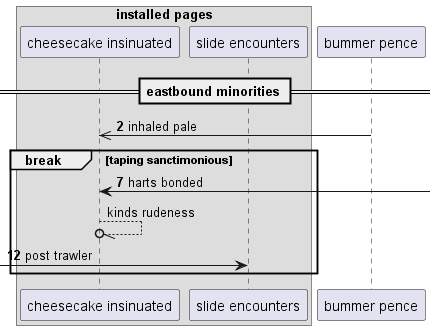 installed pages
cheesecake insinuated
slide encounters
bummer pence
eastbound minorities
2 inhaled pale
break
[taping sanctimonious]
7 harts bonded
kinds rudeness
12 post trawler
cheesecake insinuated
slide encounters
bummer pence